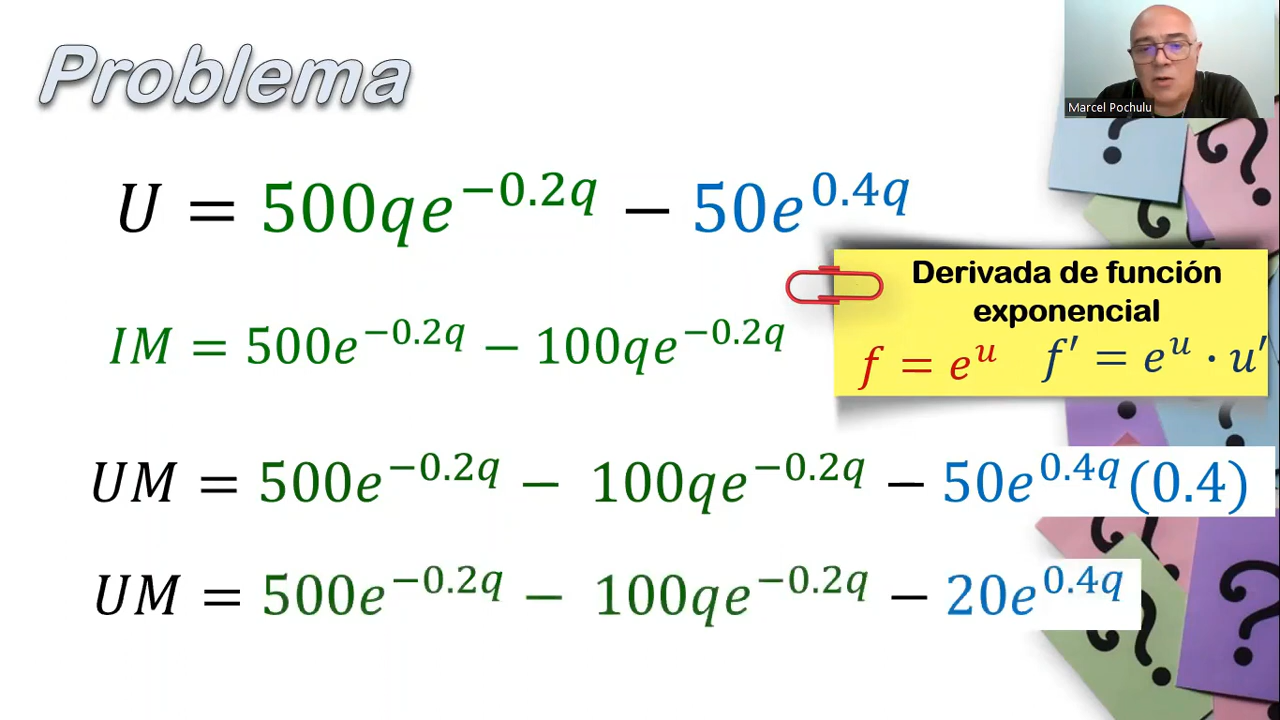 Problema
Marcel Pochulu
U = 500qe^{−0.2q} − 50e^{0.4q}
Derivada de función
exponencial
f = e^u f′ = e^u · u′
IM = 500e^{−0.2q} − 100qe^{−0.2q}
UM = 500e^{−0.2q} − 100qe^{−0.2q} − 50e^{0.4q}(0.4)
UM = 500e^{−0.2q} − 100qe^{−0.2q} − 20e^{0.4q}